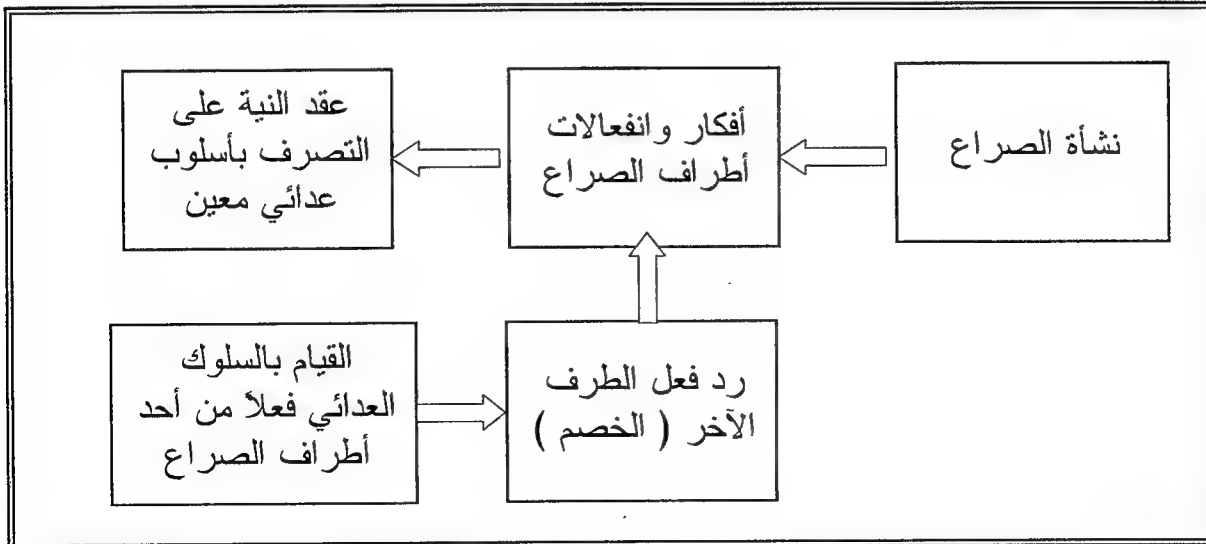 نشأة الصراع
أفكار وانفعالات
أطراف الصراع
عقد النية على
التصرف بأسلوب
عدائي معين
القيام بالسلوك
العدائي فعلاً من أحد
أطراف الصراع
رد فعل الطرف
الآخر ( الخصم )